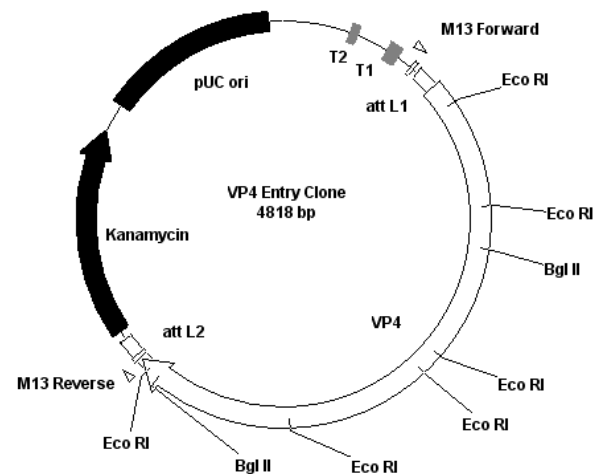 M13 Forward
T2
T1
Eco RI
pUC ori
att L1
VP4 Entry Clone
4818 bp
Eco RI
Kanamycin
Bgl II
VP4
att L2
M13 Reverse
Eco RI
Eco RI
Eco RI
Bgl II
Eco RI